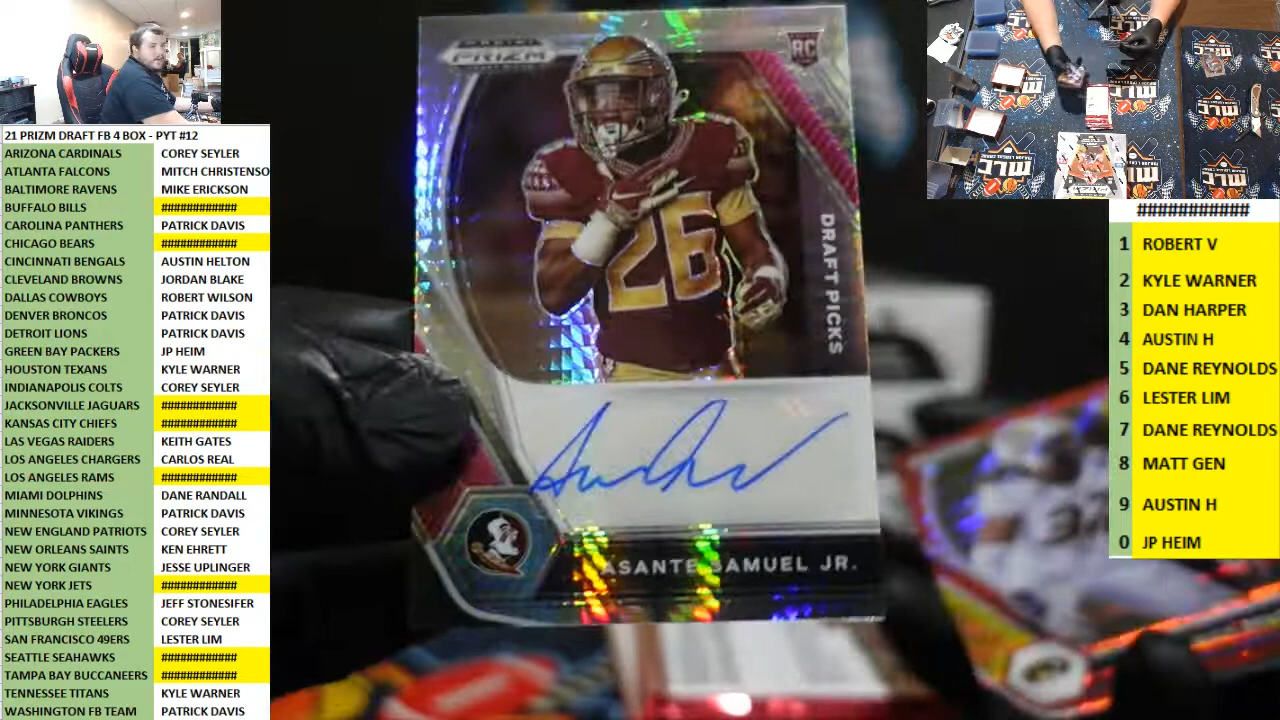 21 PRIZM DRAFT FB 4 BOX - PYT #12
ARIZONA CARDINALS COREY SEYLER
ATLANTA FALCONS MITCH CHRISTENSO
BALTIMORE RAVENS MIKE ERICKSON
BUFFALO BILLS ############
CAROLINA PANTHERS PATRICK DAVIS
CHICAGO BEARS ############
CINCINNATI BENGALS AUSTIN HELTON
CLEVELAND BROWNS JORDAN BLAKE
DALLAS COWBOYS ROBERT WILSON
DENVER BRONCOS PATRICK DAVIS
DETROIT LIONS PATRICK DAVIS
GREEN BAY PACKERS JP HEIM
HOUSTON TEXANS KYLE WARNER
INDIANAPOLIS COLTS COREY SEYLER
JACKSONVILLE JAGUARS ############
KANSAS CITY CHIEFS ############
LAS VEGAS RAIDERS KEITH GATES
LOS ANGELES CHARGERS CARLOS REAL
LOS ANGELES RAMS ############
MIAMI DOLPHINS DANE RANDALL
MINNESOTA VIKINGS PATRICK DAVIS
NEW ENGLAND PATRIOTS COREY SEYLER
NEW ORLEANS SAINTS KEN EHRETT
NEW YORK GIANTS JESSE UPLINGER
NEW YORK JETS ############
PHILADELPHIA EAGLES JEFF STONESIFER
PITTSBURGH STEELERS COREY SEYLER
SAN FRANCISCO 49ERS LESTER LIM
SEATTLE SEAHAWKS ############
TAMPA BAY BUCCANEERS ############
TENNESSEE TITANS KYLE WARNER
WASHINGTON FB TEAM PATRICK DAVIS
PRIZM
RC
26
DRAFT PICKS
ASANTE SAMUEL JR.
MLC
############
1 ROBERT V
2 KYLE WARNER
3 DAN HARPER
4 AUSTIN H
5 DANE REYNOLDS
6 LESTER LIM
7 DANE REYNOLDS
8 MATT GEN
9 AUSTIN H
0 JP HEIM